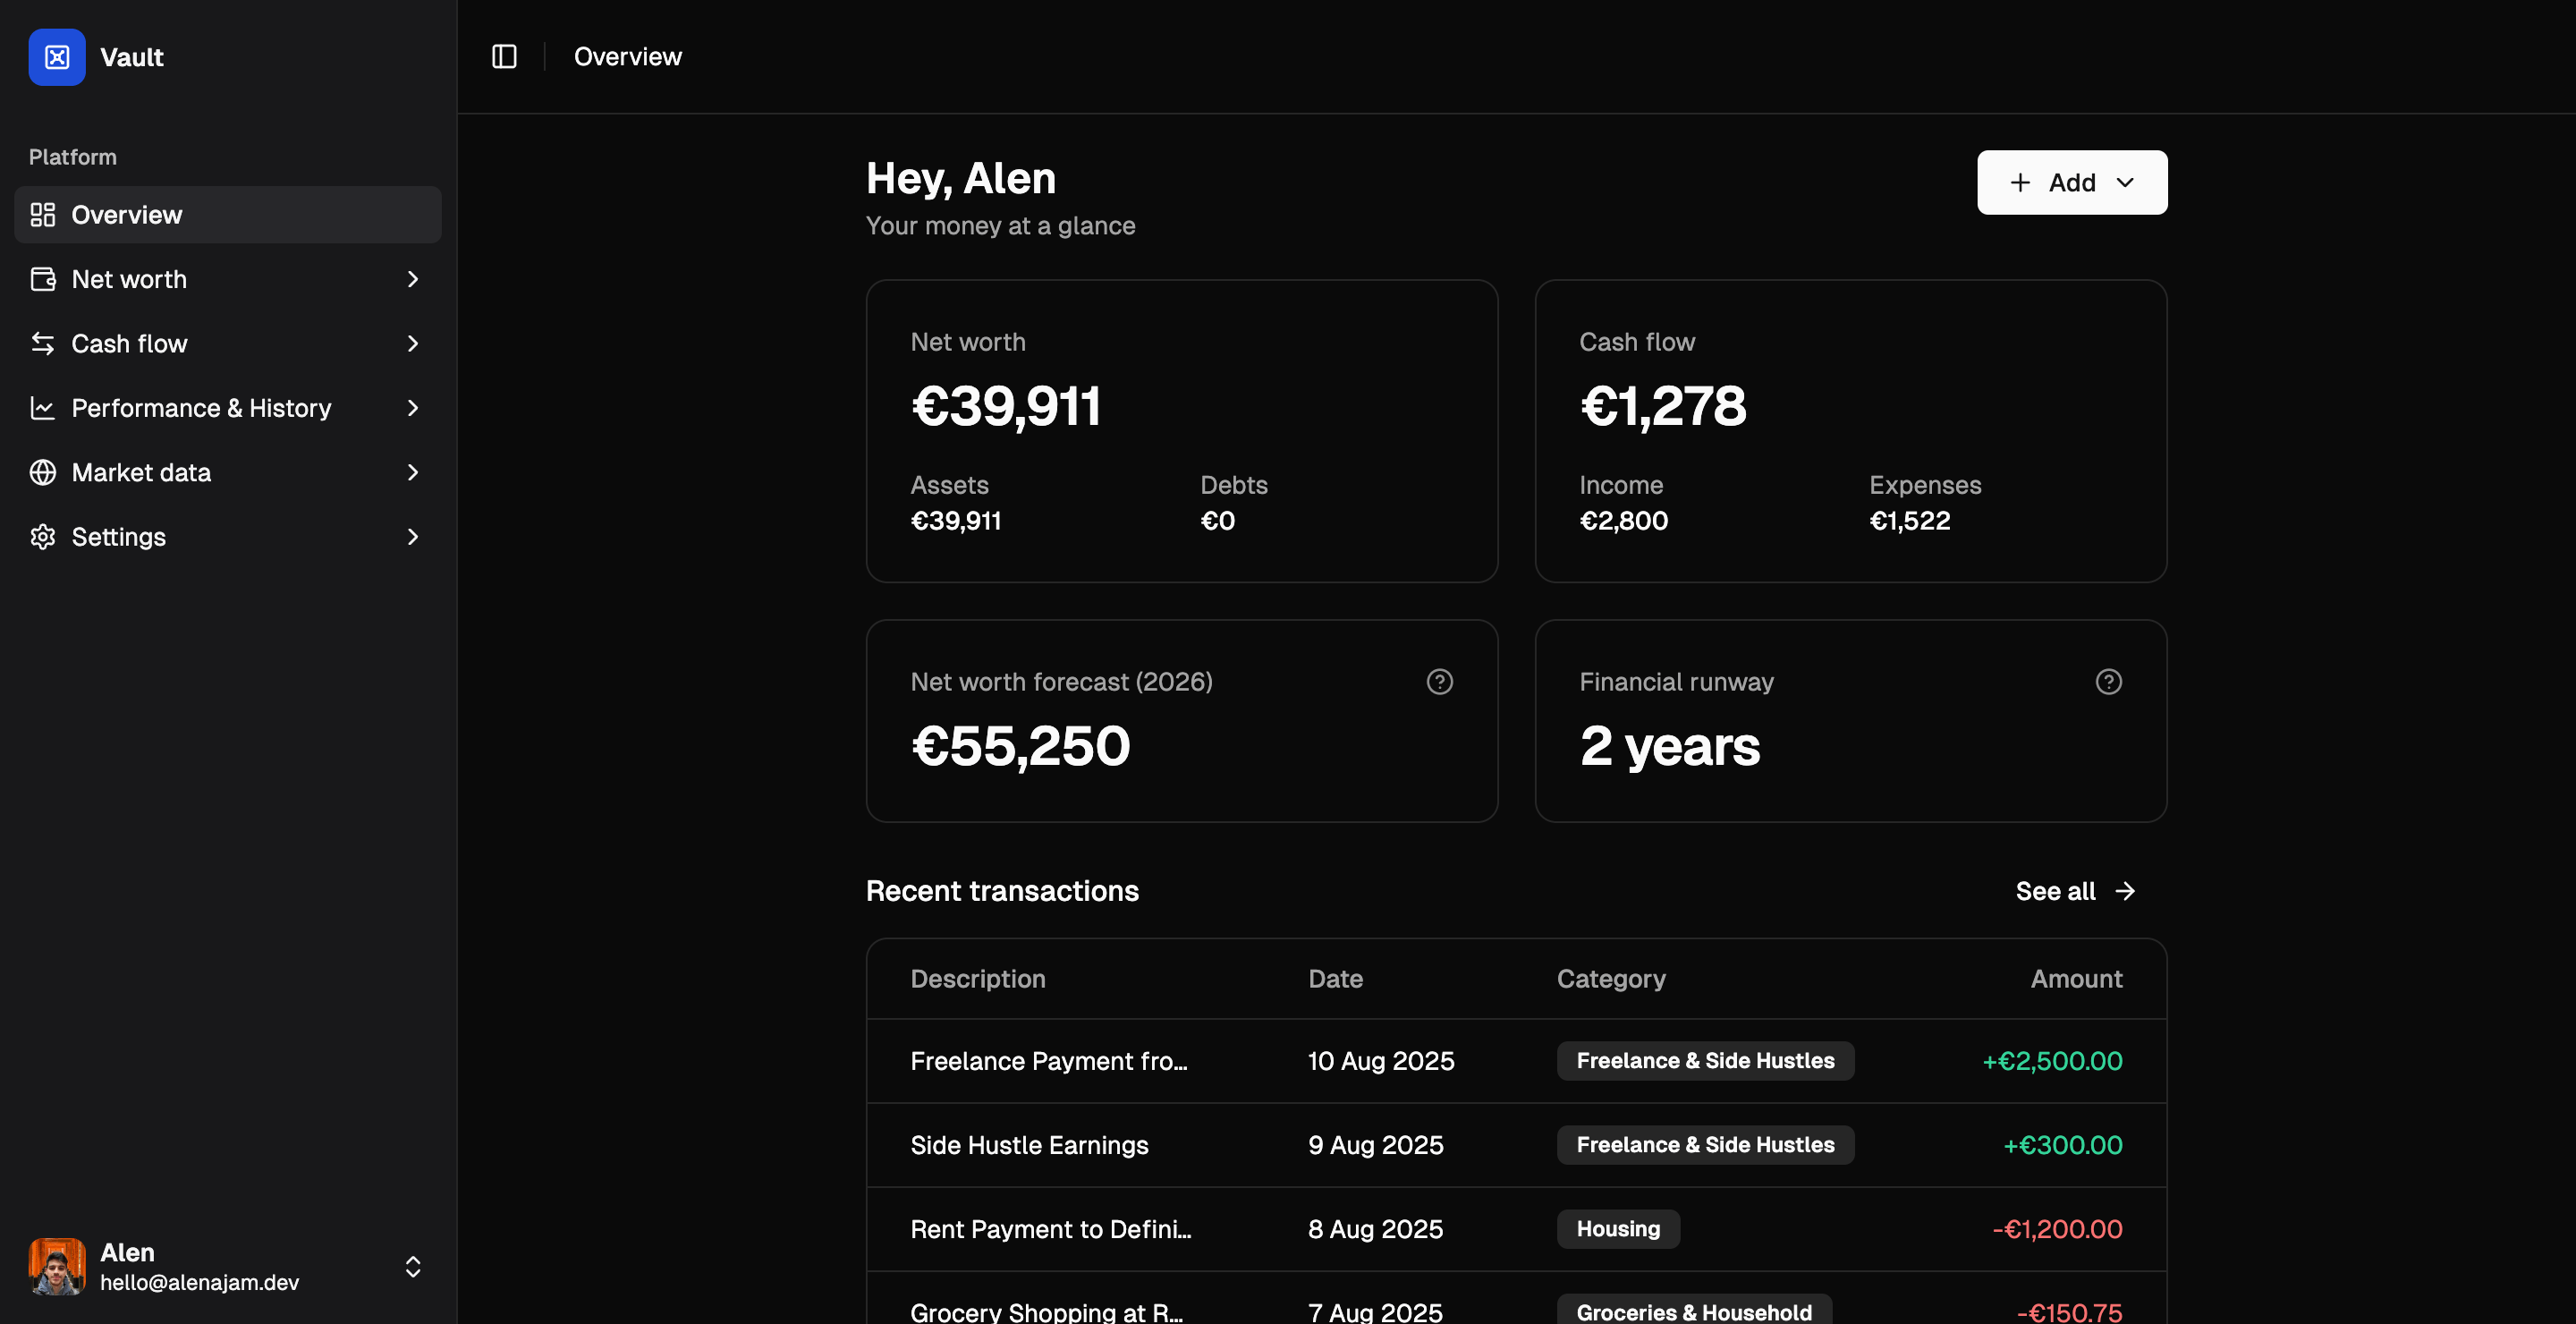 Vault
Platform
Overview
Net worth
Cash flow
Performance & History
Market data
Settings
Alen
hello@alenajam.dev
Overview
Hey, Alen
Your money at a glance
Add
Net worth
€39,911
Assets
Debts
€39,911
€0
Cash flow
€1,278
Income
Expenses
€2,800
€1,522
Net worth forecast (2026)
€55,250
Financial runway
2 years
Recent transactions
See all
Description Date Category Amount
Freelance Payment fro... 10 Aug 2025 Freelance & Side Hustles +€2,500.00
Side Hustle Earnings 9 Aug 2025 Freelance & Side Hustles +€300.00
Rent Payment to Defini... 8 Aug 2025 Housing -€1,200.00
Grocery Shopping at R... 7 Aug 2025 Groceries & Household -€150.75